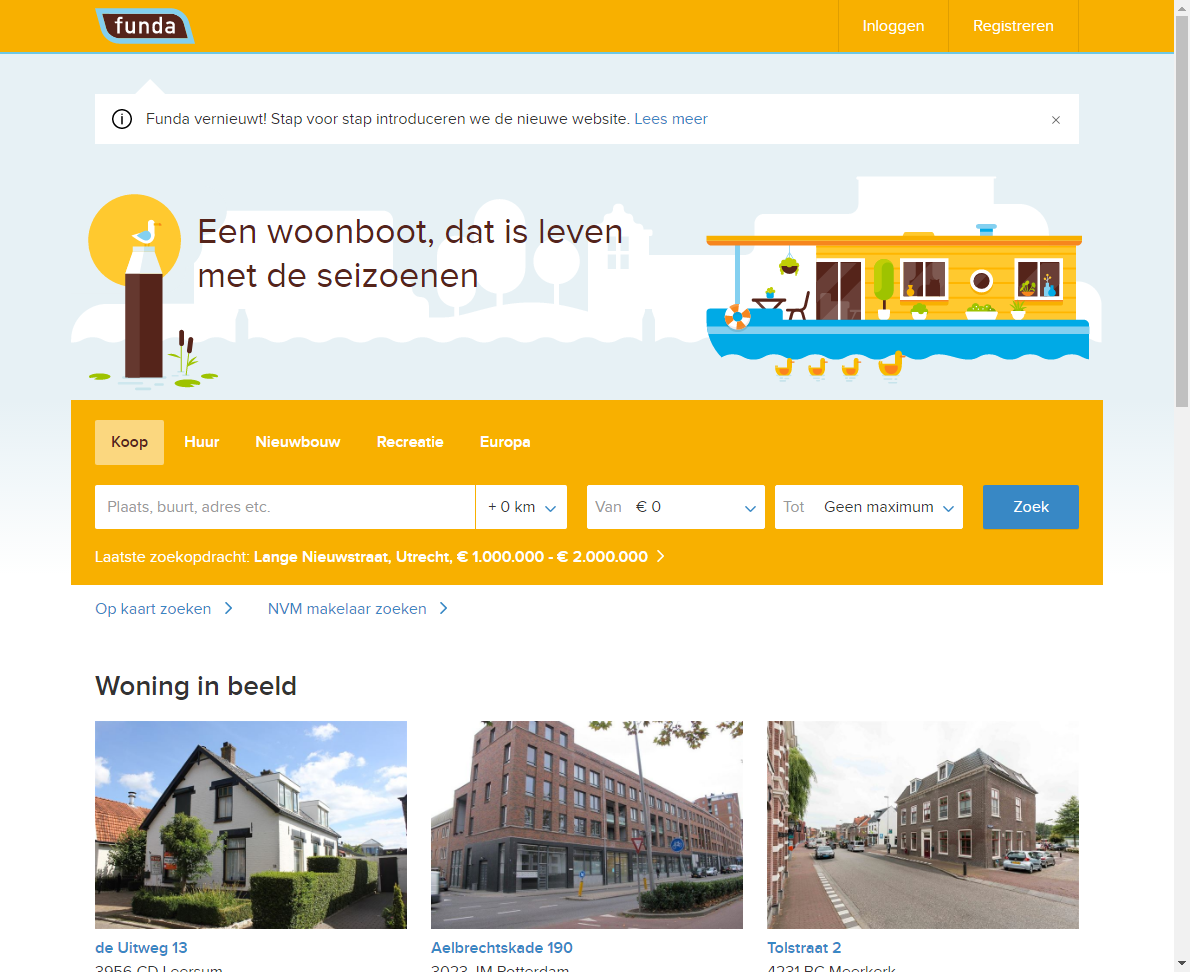 funda
Inloggen
Registreren
Funda vernieuwt! Stap voor stap introduceren we de nieuwe website. Lees meer
Een woonboot, dat is leven
met de seizoenen
Koop
Huur
Nieuwbouw
Recreatie
Europa
Plaats, buurt, adres etc.
+ 0 km
Van € 0
Tot Geen maximum
Zoek
Laatste zoekopdracht: Lange Nieuwstraat, Utrecht, € 1.000.000 - € 2.000.000
Op kaart zoeken
NVM makelaar zoeken
Woning in beeld
de Uitweg 13
3956 CD Leersum
Aelbrechtskade 190
3023 JM Rotterdam
Tolstraat 2
4231 BC Meerkerk